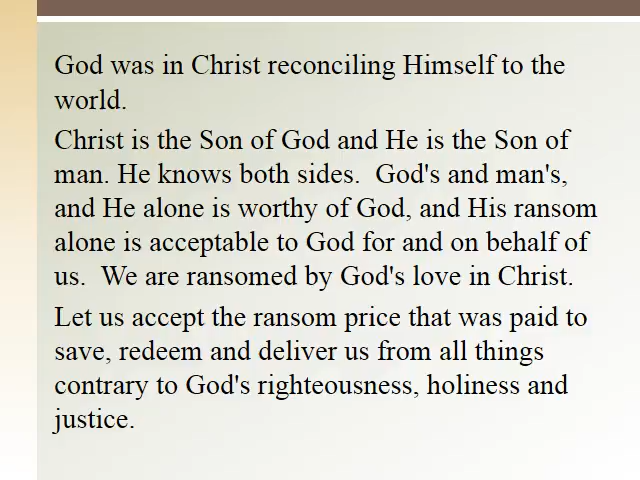 God was in Christ reconciling Himself to the
world.
Christ is the Son of God and He is the Son of
man. He knows both sides.  God's and man's,
and He alone is worthy of God, and His ransom
alone is acceptable to God for and on behalf of
us.  We are ransomed by God's love in Christ.
Let us accept the ransom price that was paid to
save, redeem and deliver us from all things
contrary to God's righteousness, holiness and
justice.